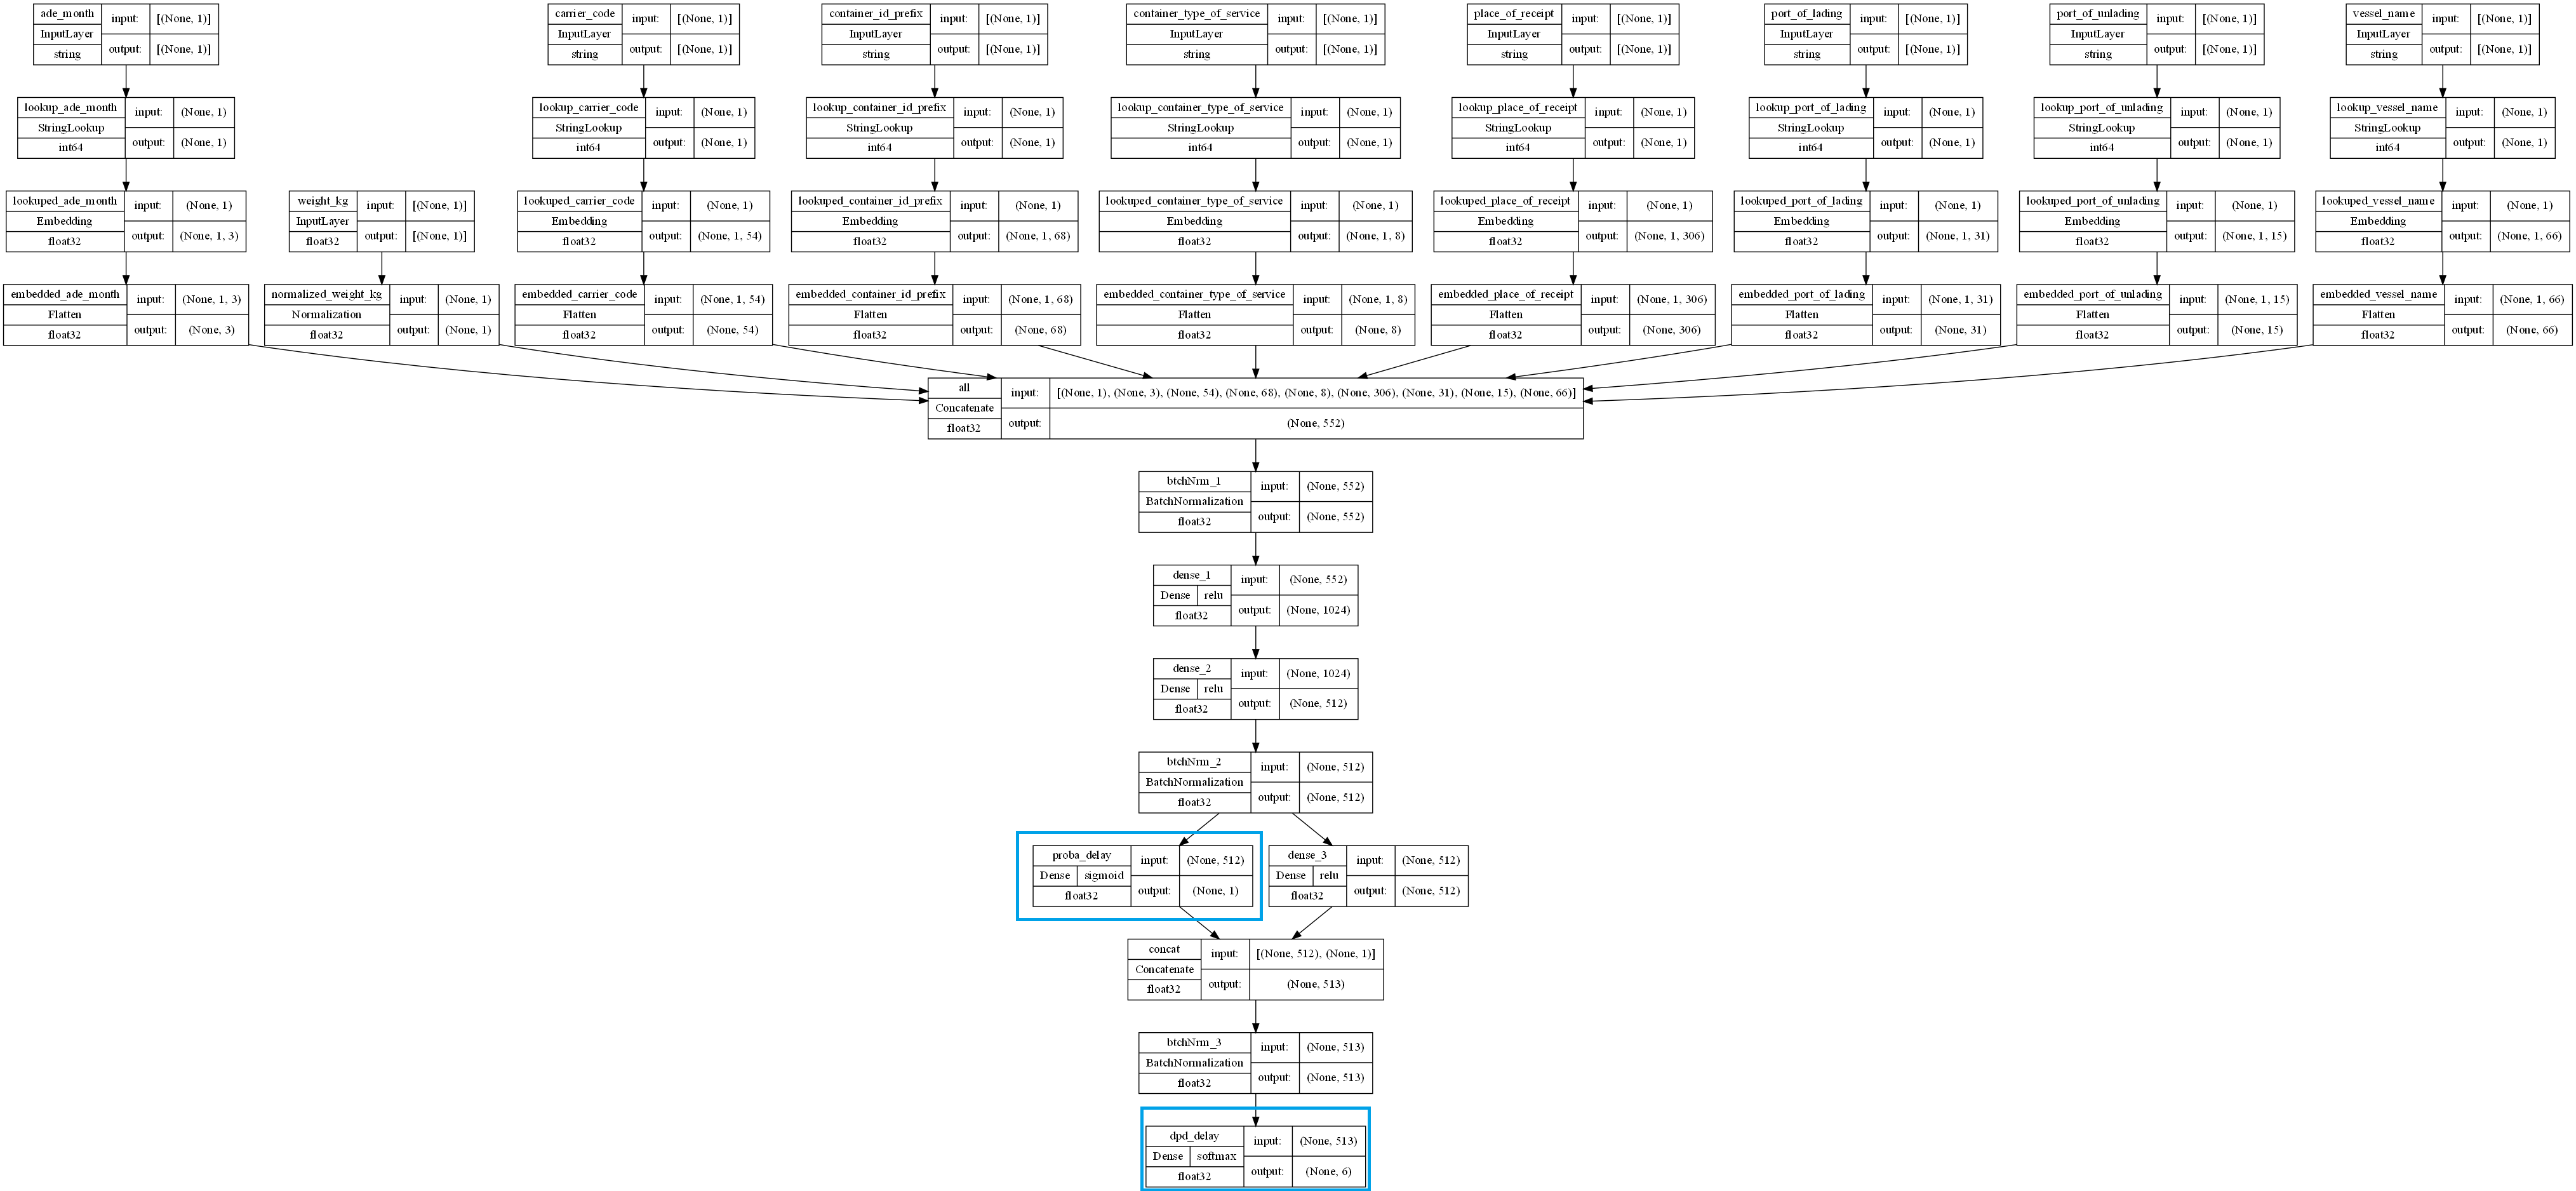 ade_month InputLayer string input: [(None, 1)] output: [(None, 1)]
carrier_code InputLayer string input: [(None, 1)] output: [(None, 1)]
container_id_prefix InputLayer string input: [(None, 1)] output: [(None, 1)]
container_type_of_service InputLayer string input: [(None, 1)] output: [(None, 1)]
place_of_receipt InputLayer string input: [(None, 1)] output: [(None, 1)]
port_of_lading InputLayer string input: [(None, 1)] output: [(None, 1)]
port_of_unlading InputLayer string input: [(None, 1)] output: [(None, 1)]
vessel_name InputLayer string input: [(None, 1)] output: [(None, 1)]
lookup_ade_month StringLookup int64 input: (None, 1) output: (None, 1)
lookup_carrier_code StringLookup int64 input: (None, 1) output: (None, 1)
lookup_container_id_prefix StringLookup int64 input: (None, 1) output: (None, 1)
lookup_container_type_of_service StringLookup int64 input: (None, 1) output: (None, 1)
lookup_place_of_receipt StringLookup int64 input: (None, 1) output: (None, 1)
lookup_port_of_lading StringLookup int64 input: (None, 1) output: (None, 1)
lookup_port_of_unlading StringLookup int64 input: (None, 1) output: (None, 1)
lookup_vessel_name StringLookup int64 input: (None, 1) output: (None, 1)
lookuped_ade_month Embedding float32 input: (None, 1) output: (None, 1, 3)
weight_kg InputLayer float32 input: [(None, 1)] output: [(None, 1)]
lookuped_carrier_code Embedding float32 input: (None, 1) output: (None, 1, 54)
lookuped_container_id_prefix Embedding float32 input: (None, 1) output: (None, 1, 68)
lookuped_container_type_of_service Embedding float32 input: (None, 1) output: (None, 1, 8)
lookuped_place_of_receipt Embedding float32 input: (None, 1) output: (None, 1, 306)
lookuped_port_of_lading Embedding float32 input: (None, 1) output: (None, 1, 31)
lookuped_port_of_unlading Embedding float32 input: (None, 1) output: (None, 1, 15)
lookuped_vessel_name Embedding float32 input: (None, 1) output: (None, 1, 66)
embedded_ade_month Flatten float32 input: (None, 1, 3) output: (None, 3)
normalized_weight_kg Normalization float32 input: (None, 1) output: (None, 1)
embedded_carrier_code Flatten float32 input: (None, 1, 54) output: (None, 54)
embedded_container_id_prefix Flatten float32 input: (None, 1, 68) output: (None, 68)
embedded_container_type_of_service Flatten float32 input: (None, 1, 8) output: (None, 8)
embedded_place_of_receipt Flatten float32 input: (None, 1, 306) output: (None, 306)
embedded_port_of_lading Flatten float32 input: (None, 1, 31) output: (None, 31)
embedded_port_of_unlading Flatten float32 input: (None, 1, 15) output: (None, 15)
embedded_vessel_name Flatten float32 input: (None, 1, 66) output: (None, 66)
all Concatenate float32 input: [(None, 1), (None, 3), (None, 54), (None, 68), (None, 8), (None, 306), (None, 31), (None, 15), (None, 66)] output: (None, 552)
btchNrm_1 BatchNormalization float32 input: (None, 552) output: (None, 552)
dense_1 Dense relu float32 input: (None, 552) output: (None, 1024)
dense_2 Dense relu float32 input: (None, 1024) output: (None, 512)
btchNrm_2 BatchNormalization float32 input: (None, 512) output: (None, 512)
proba_delay Dense sigmoid float32 input: (None, 512) output: (None, 1)
dense_3 Dense relu float32 input: (None, 512) output: (None, 512)
concat Concatenate float32 input: [(None, 512), (None, 1)] output: (None, 513)
btchNrm_3 BatchNormalization float32 input: (None, 513) output: (None, 513)
dpd_delay Dense softmax float32 input: (None, 513) output: (None, 6)